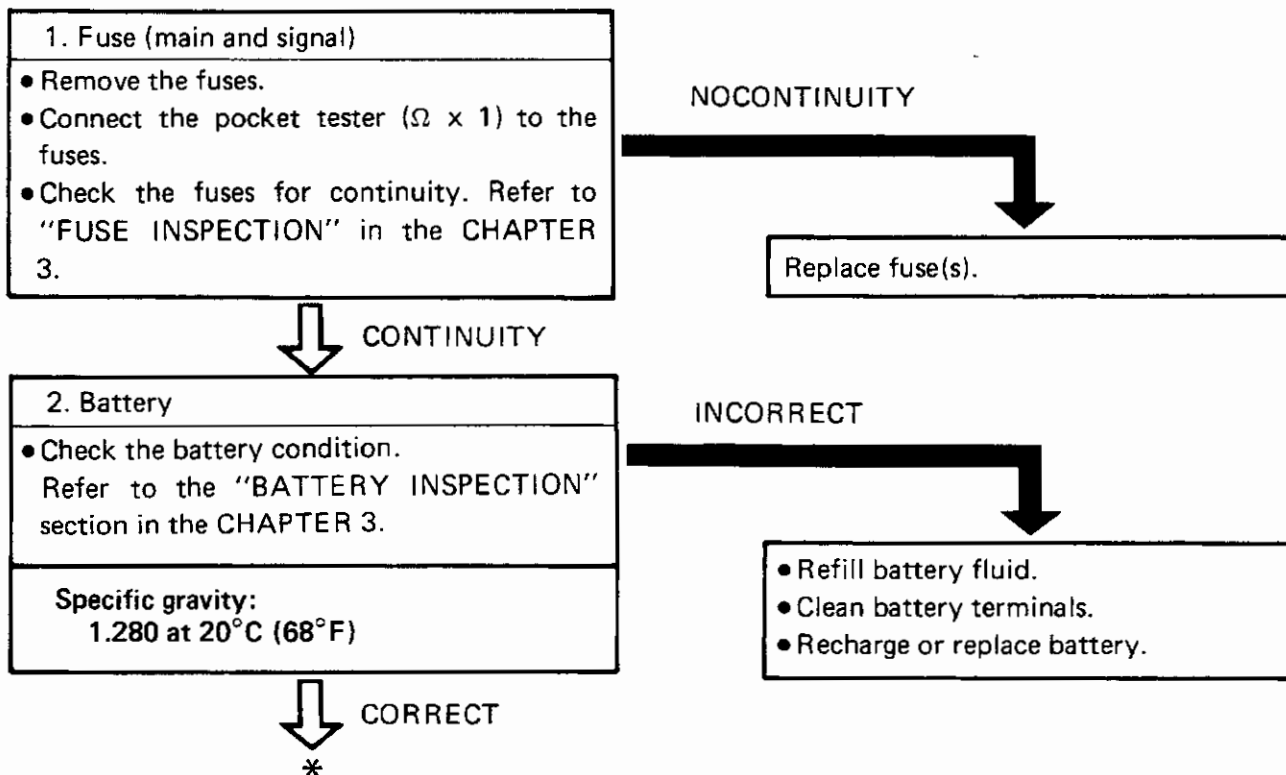 1. Fuse (main and signal)
● Remove the fuses.
● Connect the pocket tester (Ω x 1) to the
fuses.
● Check the fuses for continuity. Refer to
"FUSE INSPECTION" in the CHAPTER
3.
NOCONTINUITY
Replace fuse(s).
CONTINUITY
2. Battery
● Check the battery condition.
Refer to the "BATTERY INSPECTION"
section in the CHAPTER 3.
Specific gravity:
1.280 at 20°C (68°F)
INCORRECT
● Refill battery fluid.
● Clean battery terminals.
● Recharge or replace battery.
CORRECT
*